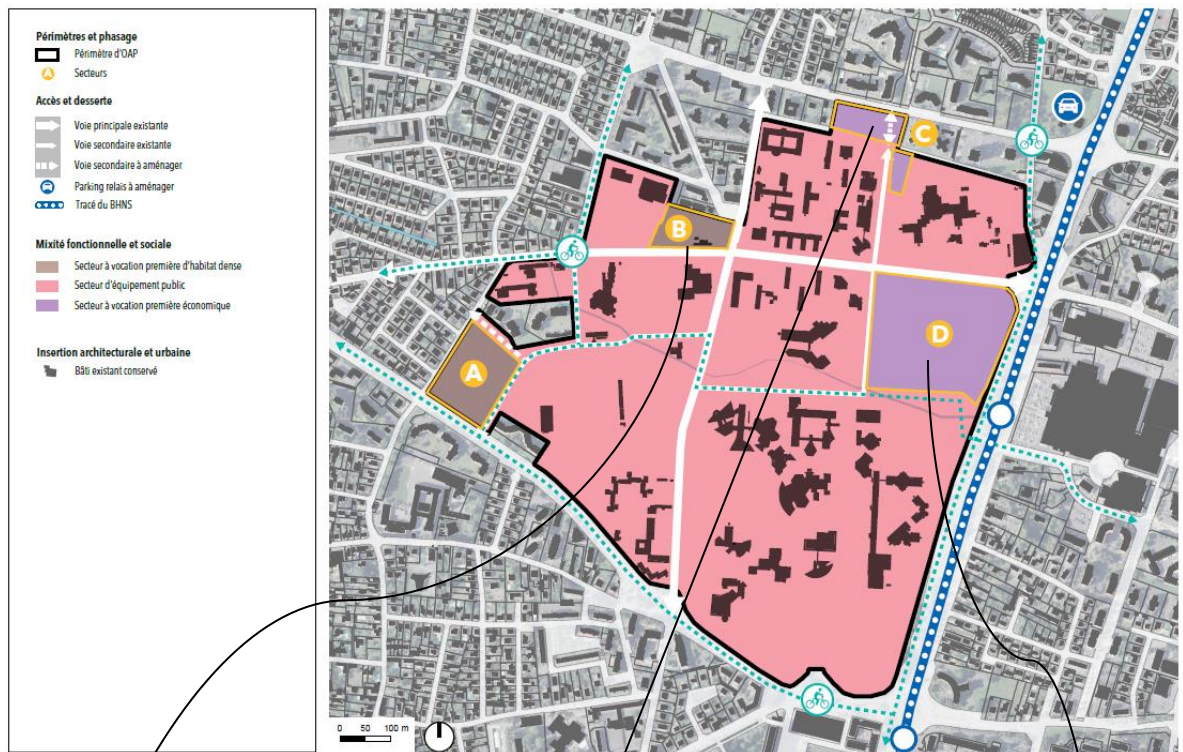 Périmètres et phasage
Périmètre d'OAP
A Secteurs
Accès et desserte
Voie principale existante
Voie secondaire existante
Voie secondaire à aménager
Parking relais à aménager
Tracé du BHNS
Mixité fonctionnelle et sociale
Secteur à vocation première d'habitat dense
Secteur d'équipement public
Secteur à vocation première économique
Insertion architecturale et urbaine
Bâti existant conservé
C
B
D
A
0 50 100 m